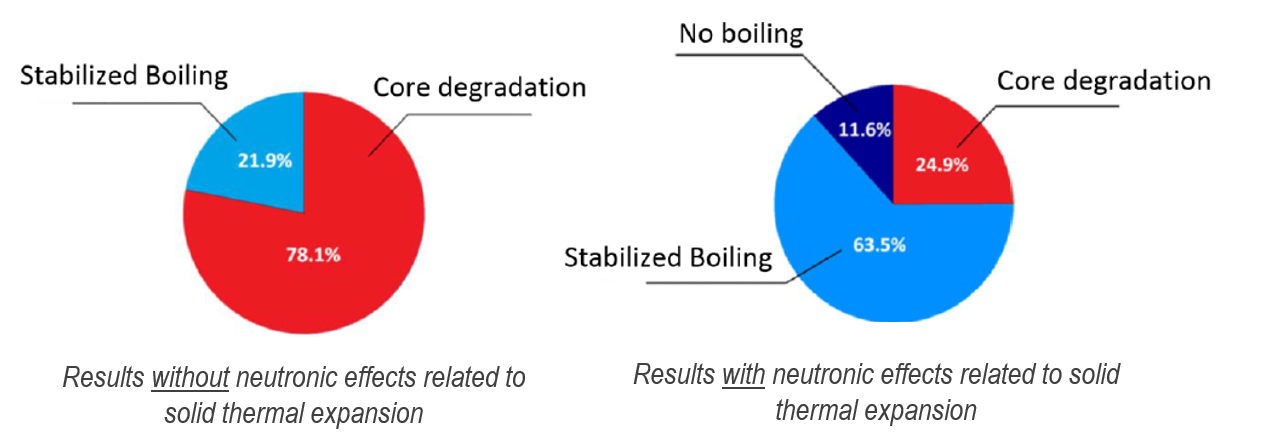 Stabilized Boiling
Core degradation
21.9%
78.1%
Results without neutronic effects related to
solid thermal expansion
No boiling
Core degradation
11.6%
24.9%
Stabilized Boiling
63.5%
Results with neutronic effects related to solid
thermal expansion